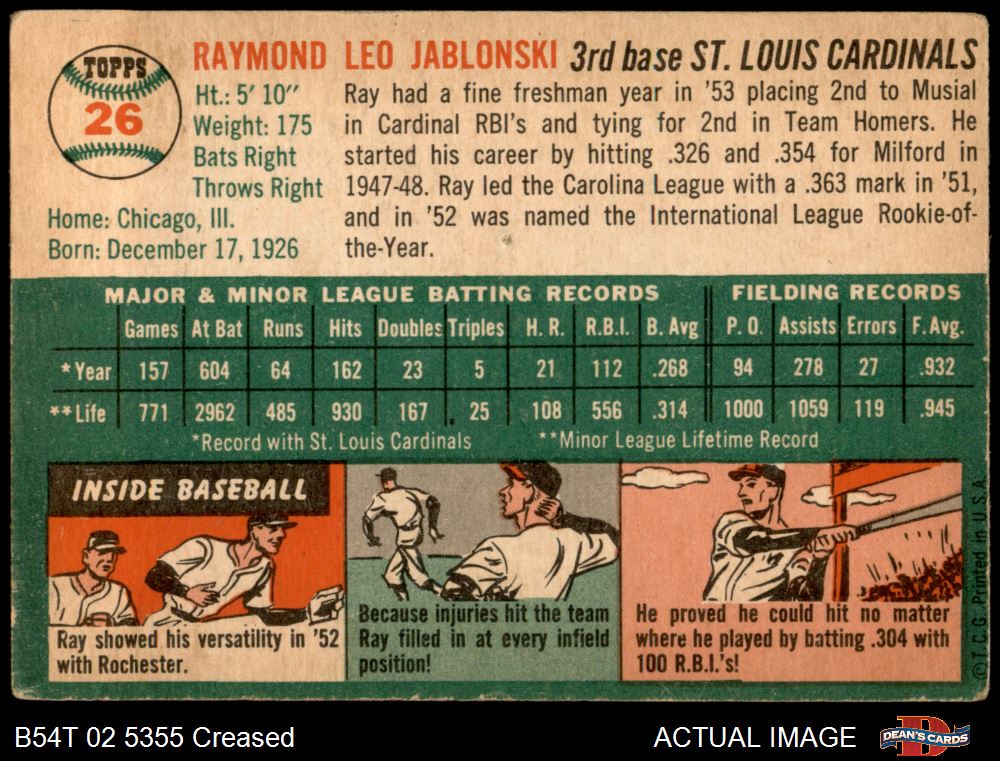 TOPPS
26
RAYMOND LEO JABLONSKI 3rd base ST. LOUIS CARDINALS
Ht.: 5' 10"
Weight: 175
Bats Right
Throws Right
Home: Chicago, Ill.
Born: December 17, 1926
Ray had a fine freshman year in '53 placing 2nd to Musial
in Cardinal RBI's and tying for 2nd in Team Homers. He
started his career by hitting .326 and .354 for Milford in
1947-48. Ray led the Carolina League with a .363 mark in '51,
and in '52 was named the International League Rookie-of-
the-Year.
MAJOR & MINOR LEAGUE BATTING RECORDS FIELDING RECORDS
Games At Bat Runs Hits Doubles Triples H. R. R.B.I. B. Avg P. O. Assists Errors F. Avg.
*Year 157 604 64 162 23 5 21 112 .268 94 278 27 .932
**Life 771 2962 485 930 167 25 108 556 .314 1000 1059 119 .945
*Record with St. Louis Cardinals **Minor League Lifetime Record
INSIDE BASEBALL
Ray showed his versatility in '52
with Rochester.
Because injuries hit the team
Ray filled in at every infield
position!
He proved he could hit no matter
where he played by batting .304 with
100 R.B.I.'s!
©T.C.G. Printed in U.S.A.
B54T 02 5355 Creased
ACTUAL IMAGE
DEAN'S CARDS